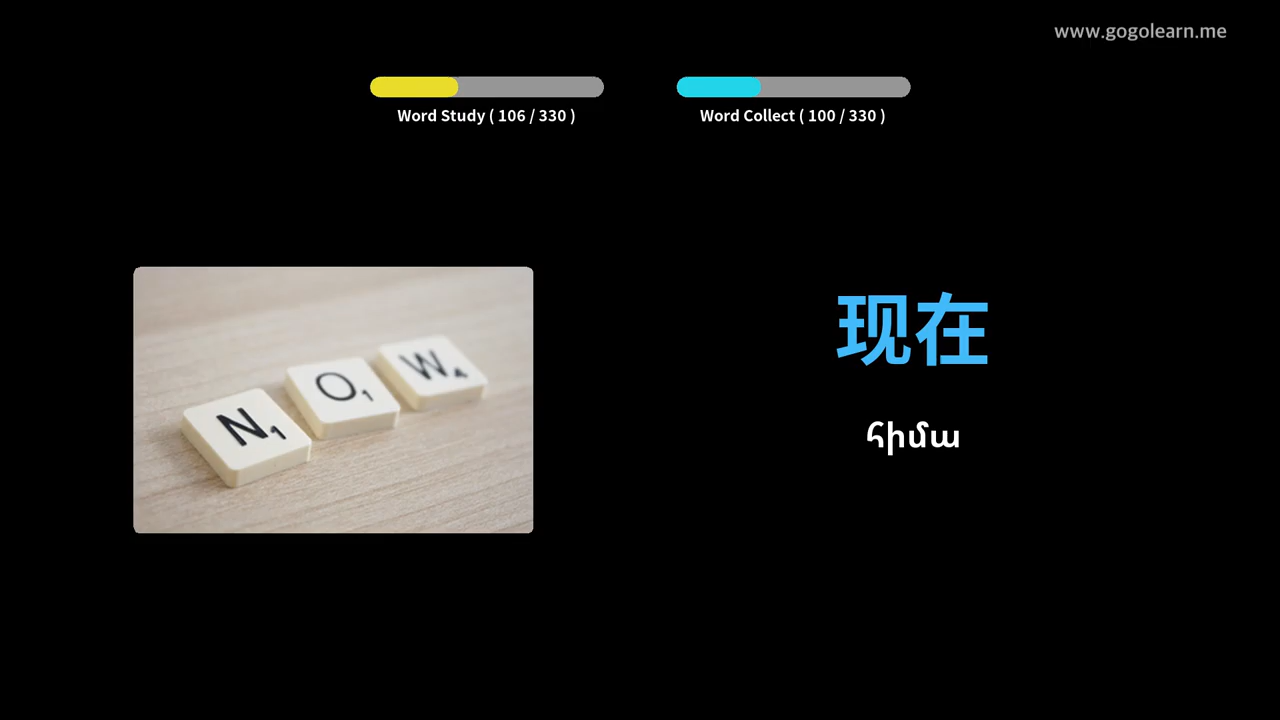 www.gogolearn.me
Word Study ( 106 / 330 )
Word Collect ( 100 / 330 )
N1 O1 W4
现在
հիմա